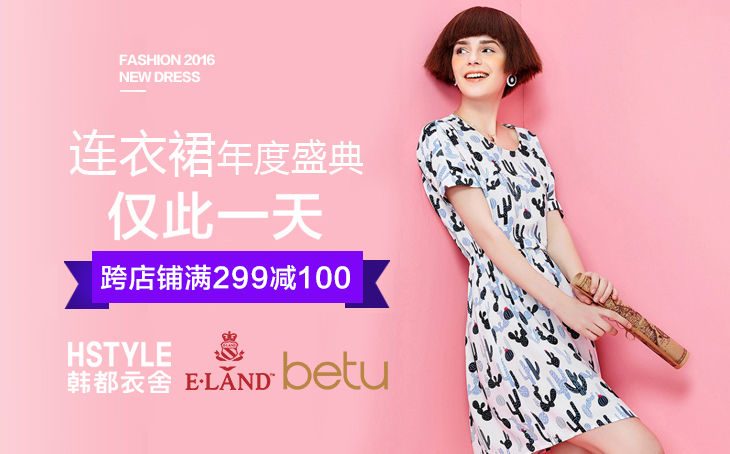 FASHION 2016
NEW DRESS
连衣裙年度盛典
仅此一天
跨店铺满299减100
HSTYLE
韩都衣舍
E·LAND
E·LAND™
betu